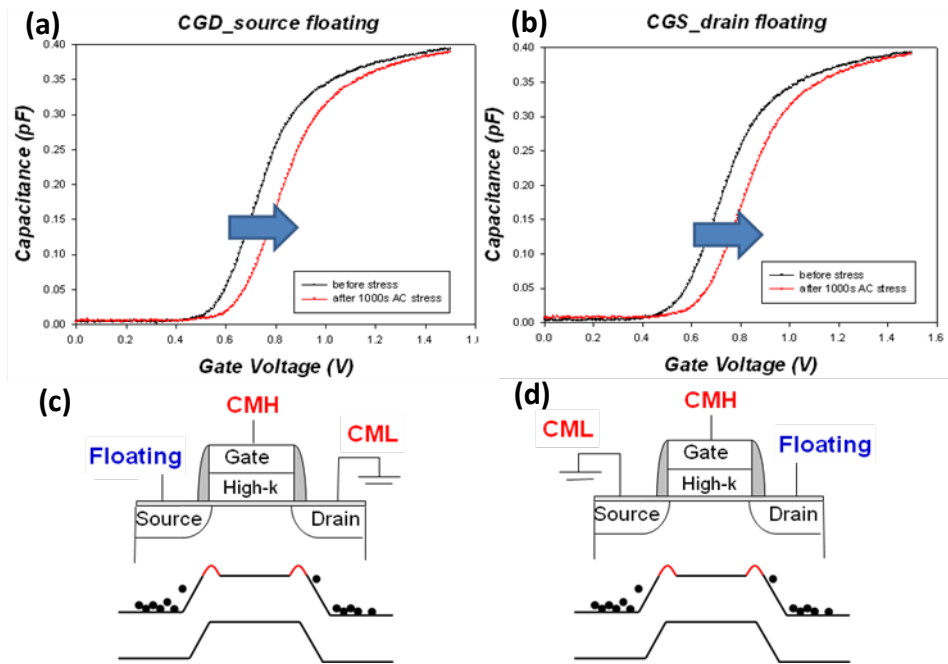 (a)
CGD_source floating
0.40
0.35
0.30
0.25
0.20
0.15
0.10
0.05
0.00
Capacitance (pF)
before stress
after 1000s AC stress
0.0 0.2 0.4 0.6 0.8 1.0 1.2 1.4 1.
Gate Voltage (V)
(b)
CGS_drain floating
0.40
0.35
0.30
0.25
0.20
0.15
0.10
0.05
0.00
Capacitance (pF)
before stress
after 1000s AC stress
0.0 0.2 0.4 0.6 0.8 1.0 1.2 1.4 1.6
Gate Voltage (V)
(c)
CMH
CML
Floating
Gate
High-k
Source
Drain
(d)
CMH
CML
Floating
Gate
High-k
Source
Drain